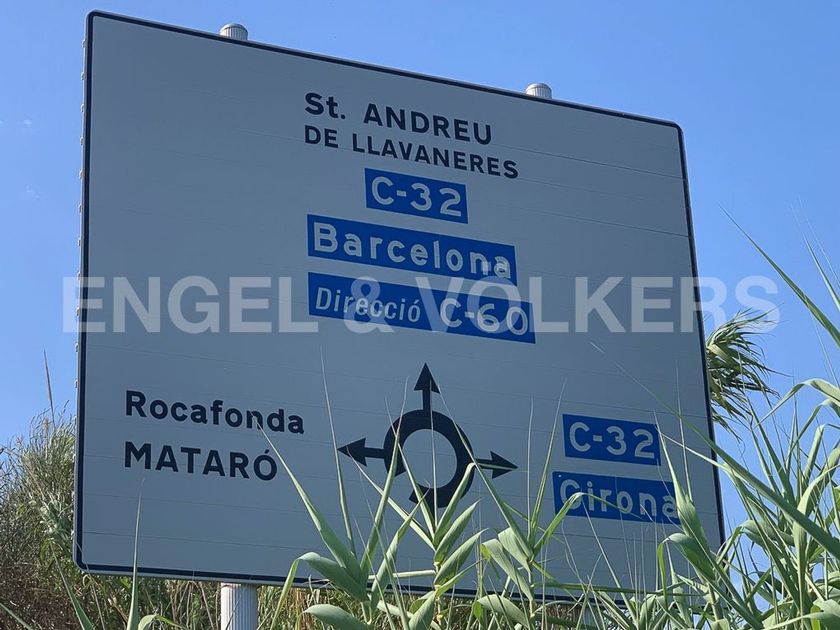 St. ANDREU
DE LLAVANERES
C-32
Barcelona
Direcció C-60
ENGEL & VÖLKERS
Rocafonda
MATARÓ
C-32
Girona